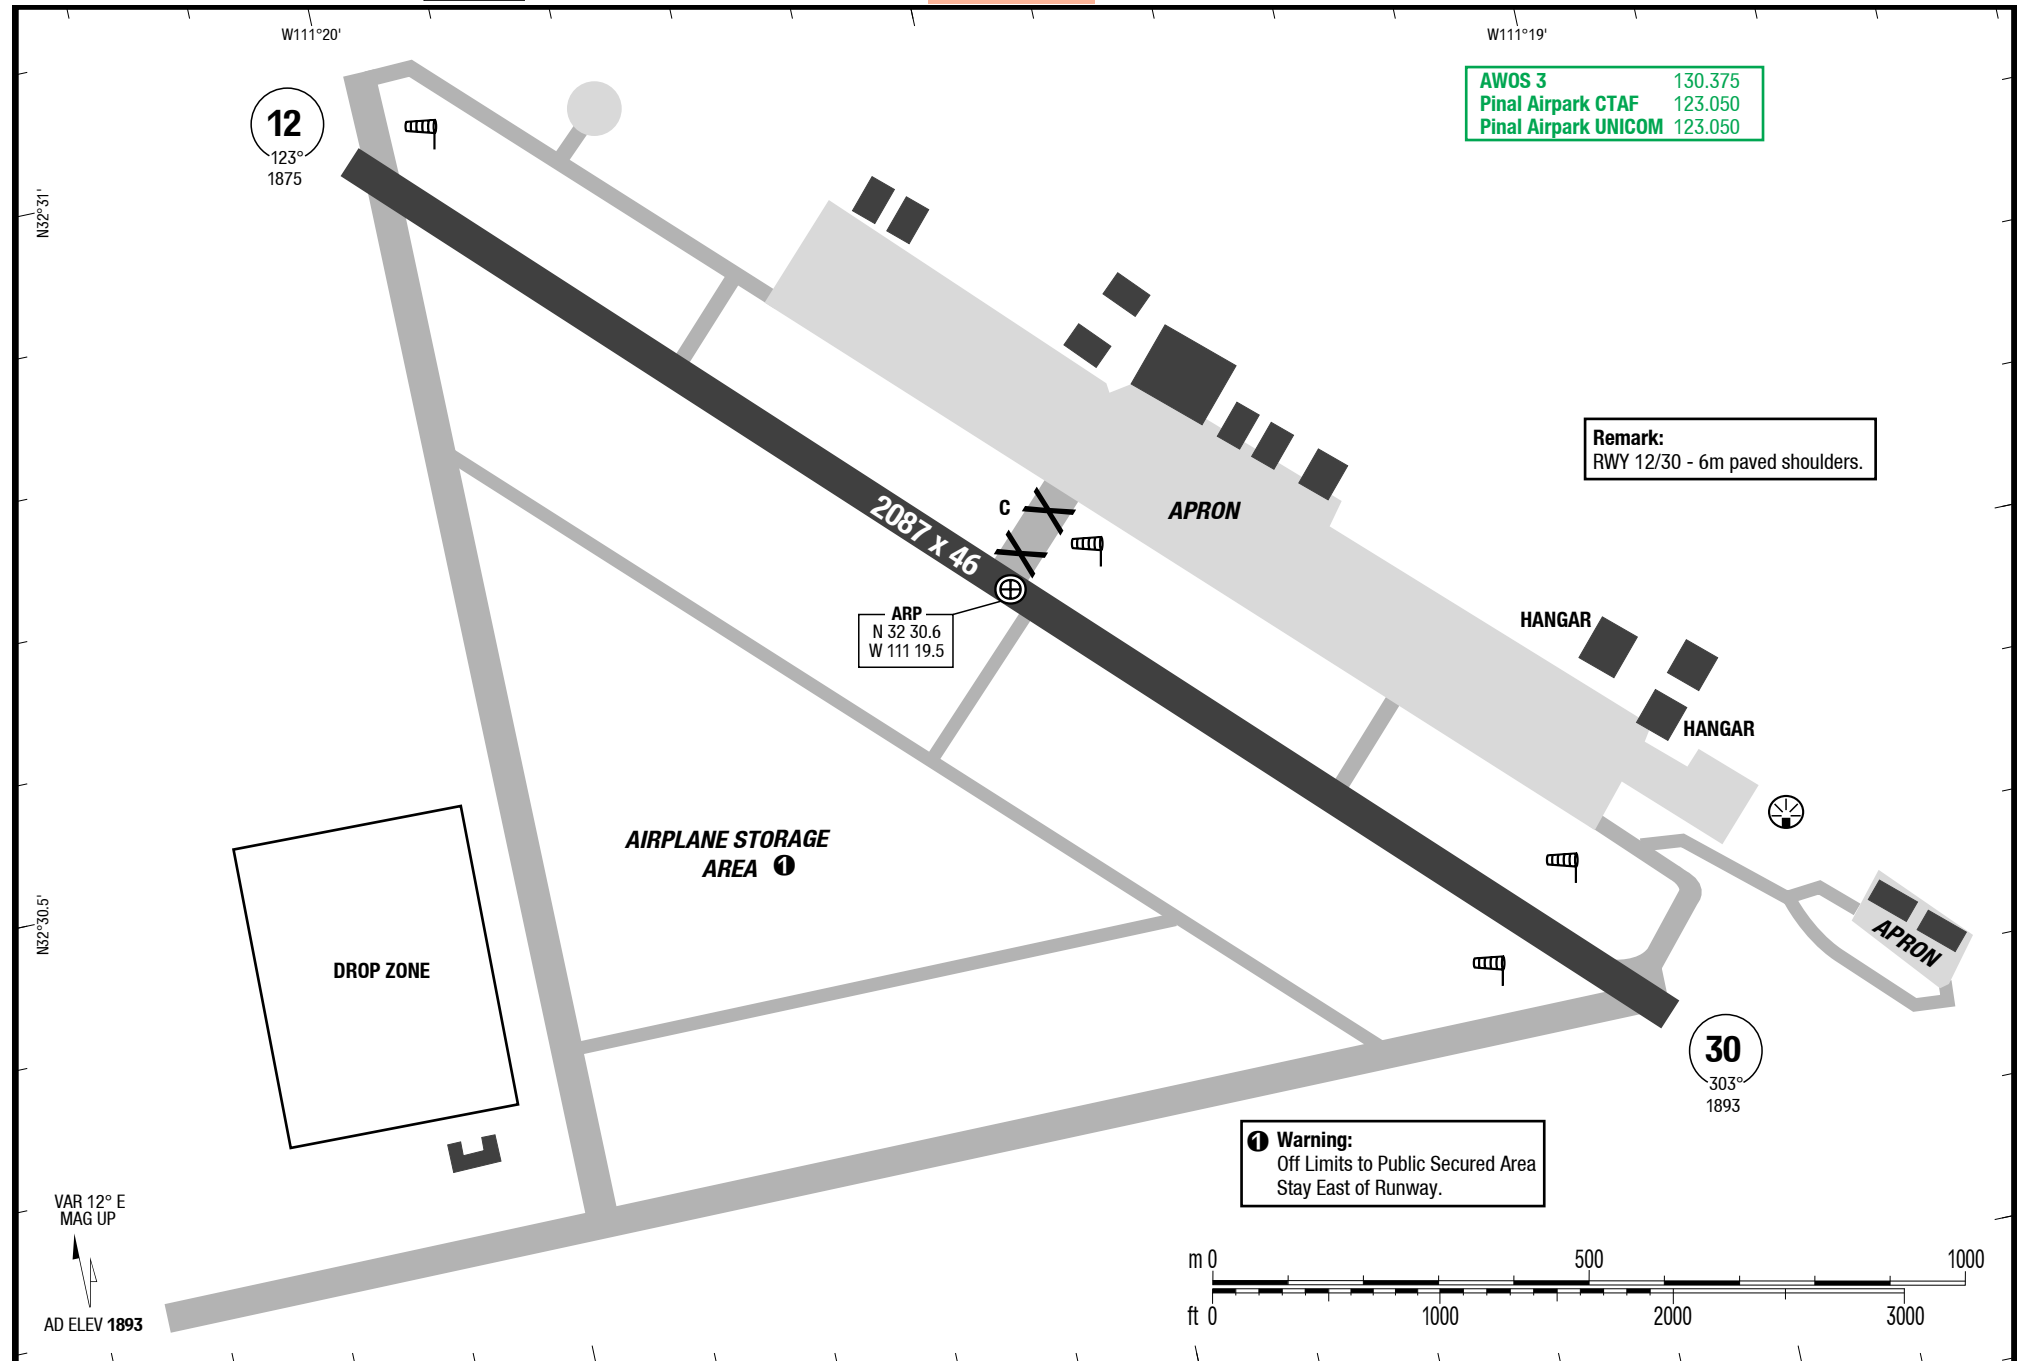 W111°20'
W111°19'
AWOS 3 130.375
Pinal Airpark CTAF 123.050
Pinal Airpark UNICOM 123.050
12
123°
1875
N32°31'
Remark:
RWY 12/30 - 6m paved shoulders.
C
APRON
2087 x 46
ARP
N 32 30.6
W 111 19.5
HANGAR
HANGAR
AIRPLANE STORAGE
AREA 1
N32°30.5'
DROP ZONE
APRON
30
303°
1893
1 Warning:
Off Limits to Public Secured Area
Stay East of Runway.
VAR 12° E
MAG UP
AD ELEV 1893
m 0 500 1000
ft 0 1000 2000 3000